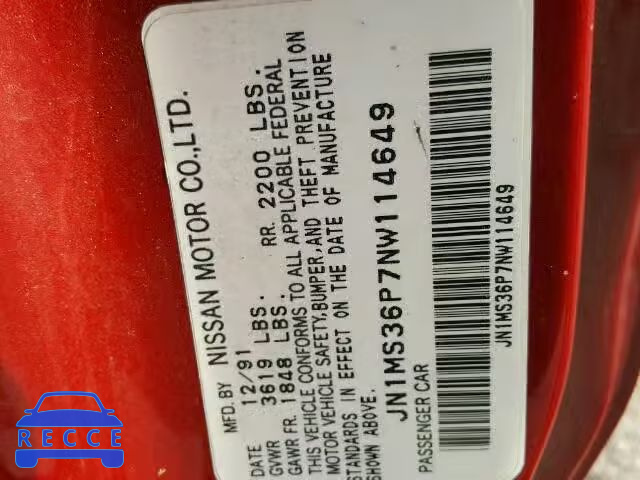 MFD. BY NISSAN MOTOR CO.,LTD.
DATE 12/91
GVWR 3619 LBS.
GAWR FR. 1848 LBS. RR. 2200 LBS.
THIS VEHICLE CONFORMS TO ALL APPLICABLE FEDERAL
MOTOR VEHICLE SAFETY,BUMPER,AND THEFT PREVENTION
STANDARDS IN EFFECT ON THE DATE OF MANUFACTURE
SHOWN ABOVE.
JN1MS36P7NW114649
PASSENGER CAR
JN1MS36P7NW114649
RECCE